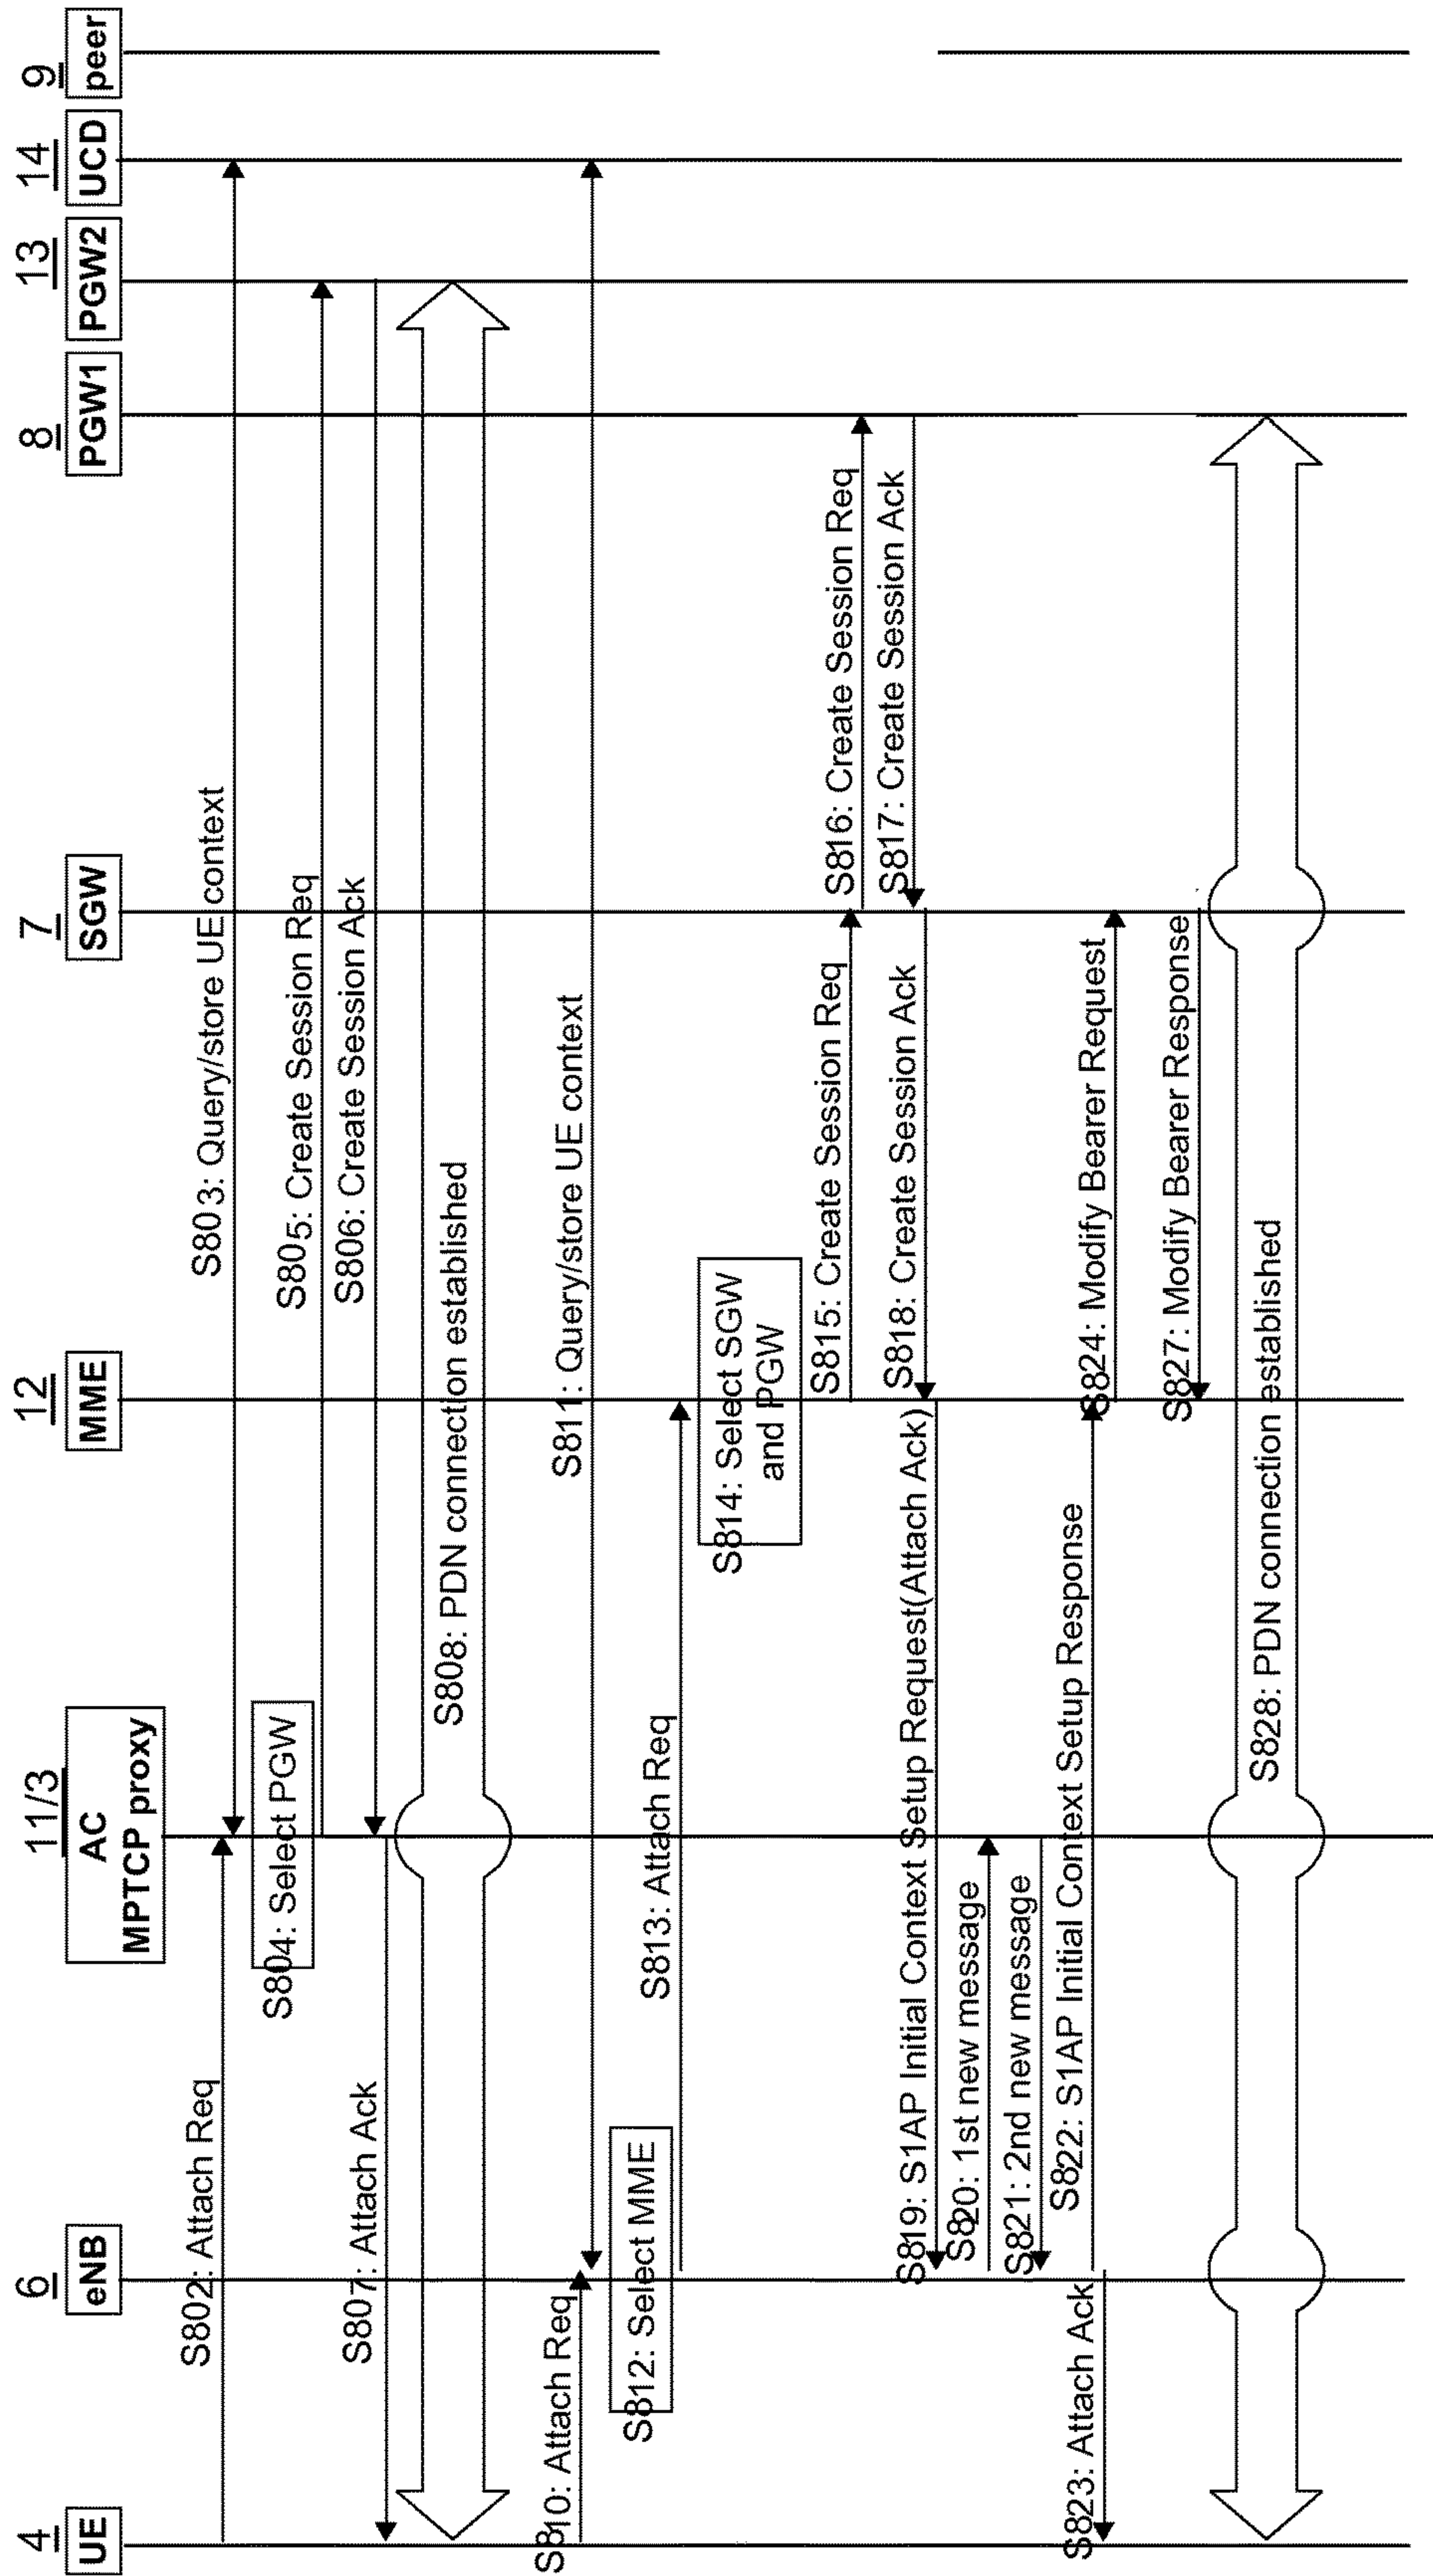 4
UE
6
eNB
11/3
AC
MPTCP proxy
12
MME
7
SGW
8
PGW1
13
PGW2
14
UCD
9
peer
S802: Attach Req
S803: Query/store UE context
S804: Select PGW
S805: Create Session Req
S806: Create Session Ack
S807: Attach Ack
S808: PDN connection established
S810: Attach Req
S811: Query/store UE context
S812: Select MME
S813: Attach Req
S814: Select SGW
and PGW
S815: Create Session Req
S816: Create Session Req
S817: Create Session Ack
S818: Create Session Ack
S819: S1AP Initial Context Setup Request(Attach Ack)
S820: 1st new message
S821: 2nd new message
S822: S1AP Initial Context Setup Response
S823: Attach Ack
S824: Modify Bearer Request
S827: Modify Bearer Response
S828: PDN connection established